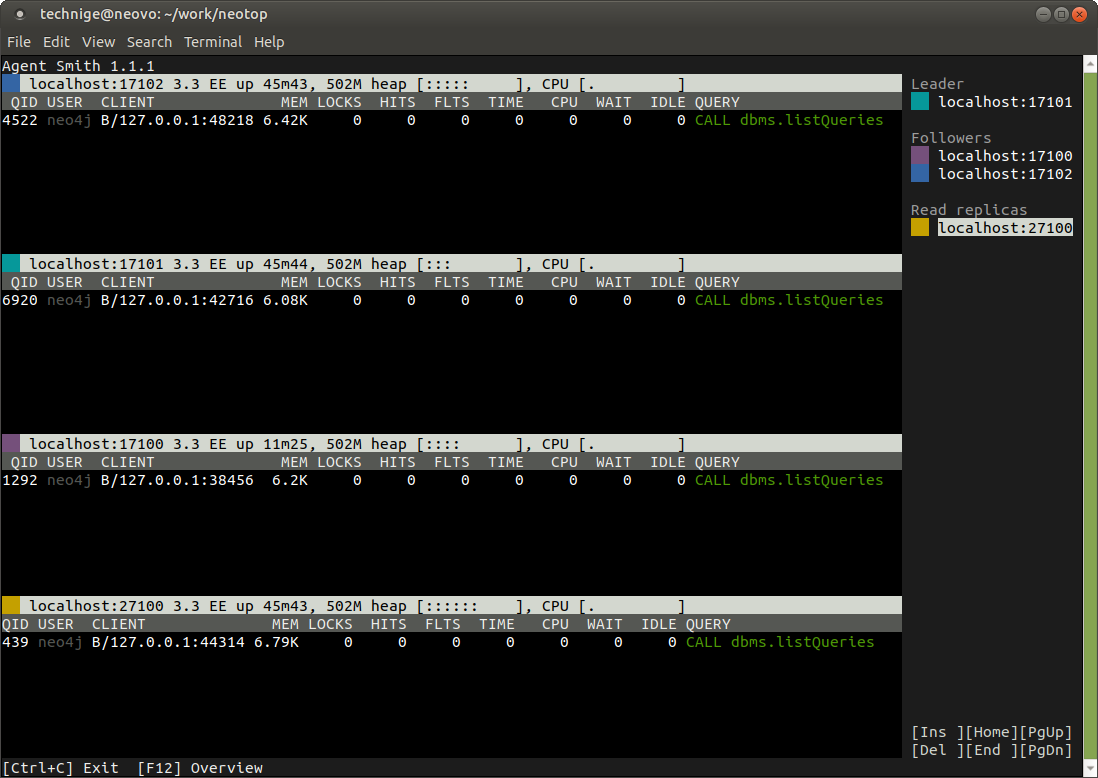 technige@neovo: ~/work/neotop
File Edit View Search Terminal Help
Agent Smith 1.1.1
localhost:17102 3.3 EE up 45m43, 502M heap [::::: ], CPU [. ]
QID USER CLIENT MEM LOCKS HITS FLTS TIME CPU WAIT IDLE QUERY
4522 neo4j B/127.0.0.1:48218 6.42K 0 0 0 0 0 0 0 CALL dbms.listQueries
localhost:17101 3.3 EE up 45m44, 502M heap [::: ], CPU [. ]
QID USER CLIENT MEM LOCKS HITS FLTS TIME CPU WAIT IDLE QUERY
6920 neo4j B/127.0.0.1:42716 6.08K 0 0 0 0 0 0 0 CALL dbms.listQueries
localhost:17100 3.3 EE up 11m25, 502M heap [:::: ], CPU [. ]
QID USER CLIENT MEM LOCKS HITS FLTS TIME CPU WAIT IDLE QUERY
1292 neo4j B/127.0.0.1:38456 6.2K 0 0 0 0 0 0 0 CALL dbms.listQueries
localhost:27100 3.3 EE up 45m43, 502M heap [:::::: ], CPU [. ]
QID USER CLIENT MEM LOCKS HITS FLTS TIME CPU WAIT IDLE QUERY
439 neo4j B/127.0.0.1:44314 6.79K 0 0 0 0 0 0 0 CALL dbms.listQueries
Leader
localhost:17101
Followers
localhost:17100
localhost:17102
Read replicas
localhost:27100
[Ins ][Home][PgUp]
[Del ][End ][PgDn]
[Ctrl+C] Exit [F12] Overview